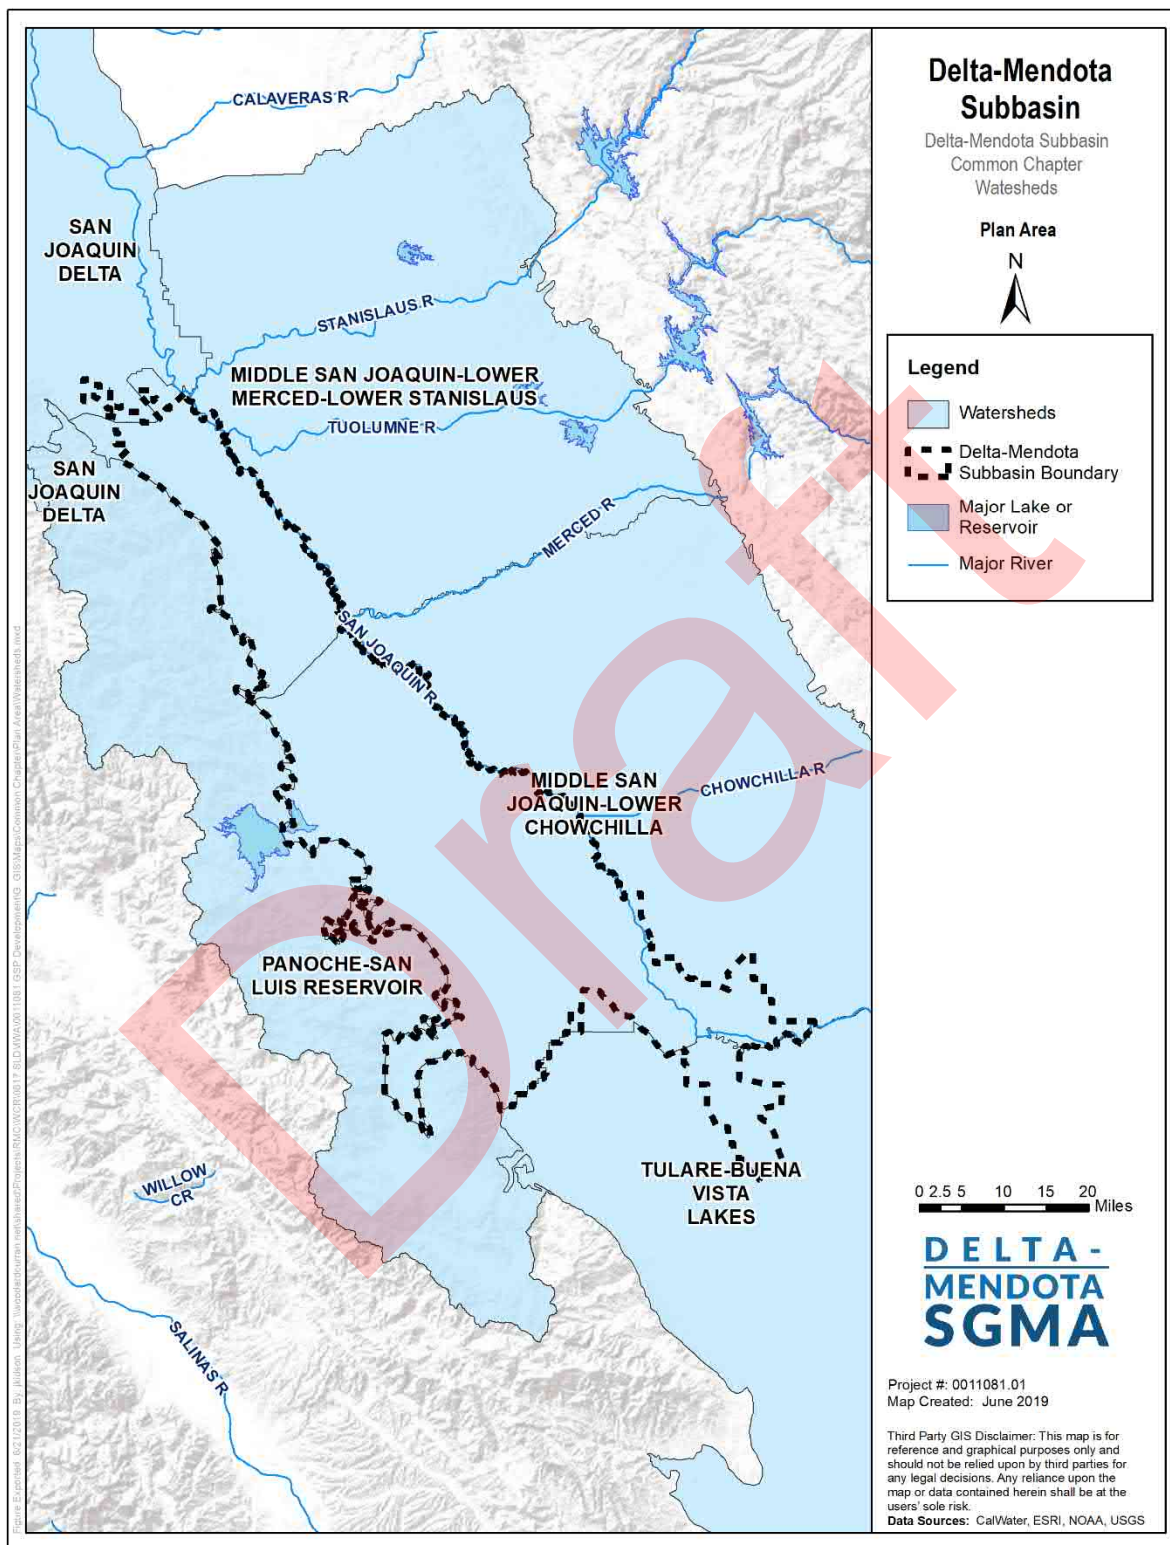 CALAVERAS R
SAN
JOAQUIN
DELTA
STANISLAUS R
MIDDLE SAN JOAQUIN-LOWER
MERCED-LOWER STANISLAUS
TUOLUMNE R
SAN
JOAQUIN
DELTA
MERCED R
SAN JOAQUIN R
MIDDLE SAN
JOAQUIN-LOWER
CHOWCHILLA
CHOWCHILLA R
PANOCHE-SAN
LUIS RESERVOIR
TULARE-BUENA
VISTA
LAKES
WILLOW
CR
SALINAS R
Draft
Delta-Mendota
Subbasin
Delta-Mendota Subbasin
Common Chapter
Watesheds
Plan Area
N
Legend
Watersheds
Delta-Mendota
Subbasin Boundary
Major Lake or
Reservoir
Major River
0 2.5 5 10 15 20
Miles
DELTA-
MENDOTA
SGMA
Project #: 0011081.01
Map Created: June 2019
Third Party GIS Disclaimer: This map is for
reference and graphical purposes only and
should not be relied upon by third parties for
any legal decisions. Any reliance upon the
map or data contained herein shall be at the
users' sole risk.
Data Sources: CalWater, ESRI, NOAA, USGS